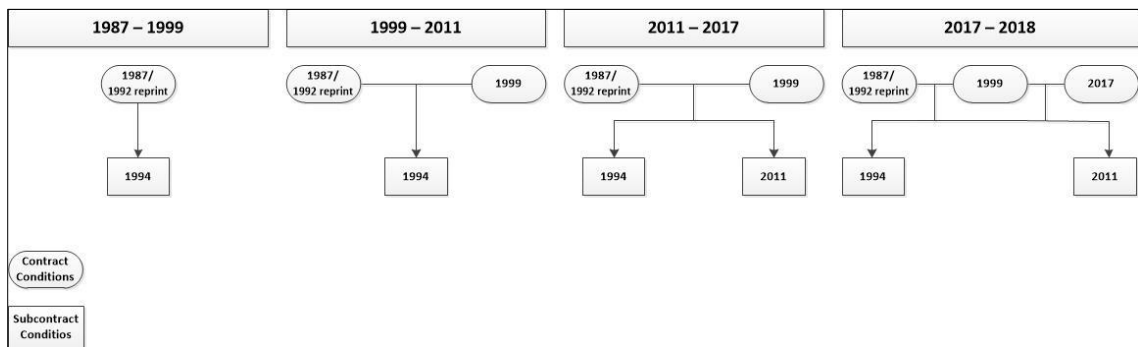 1987 – 1999
1999 – 2011
2011 – 2017
2017 – 2018
1987/
1992 reprint
1987/
1992 reprint
1999
1987/
1992 reprint
1999
1987/
1992 reprint
1999
2017
1994
1994
1994
2011
1994
2011
Contract
Conditions
Subcontract
Conditios